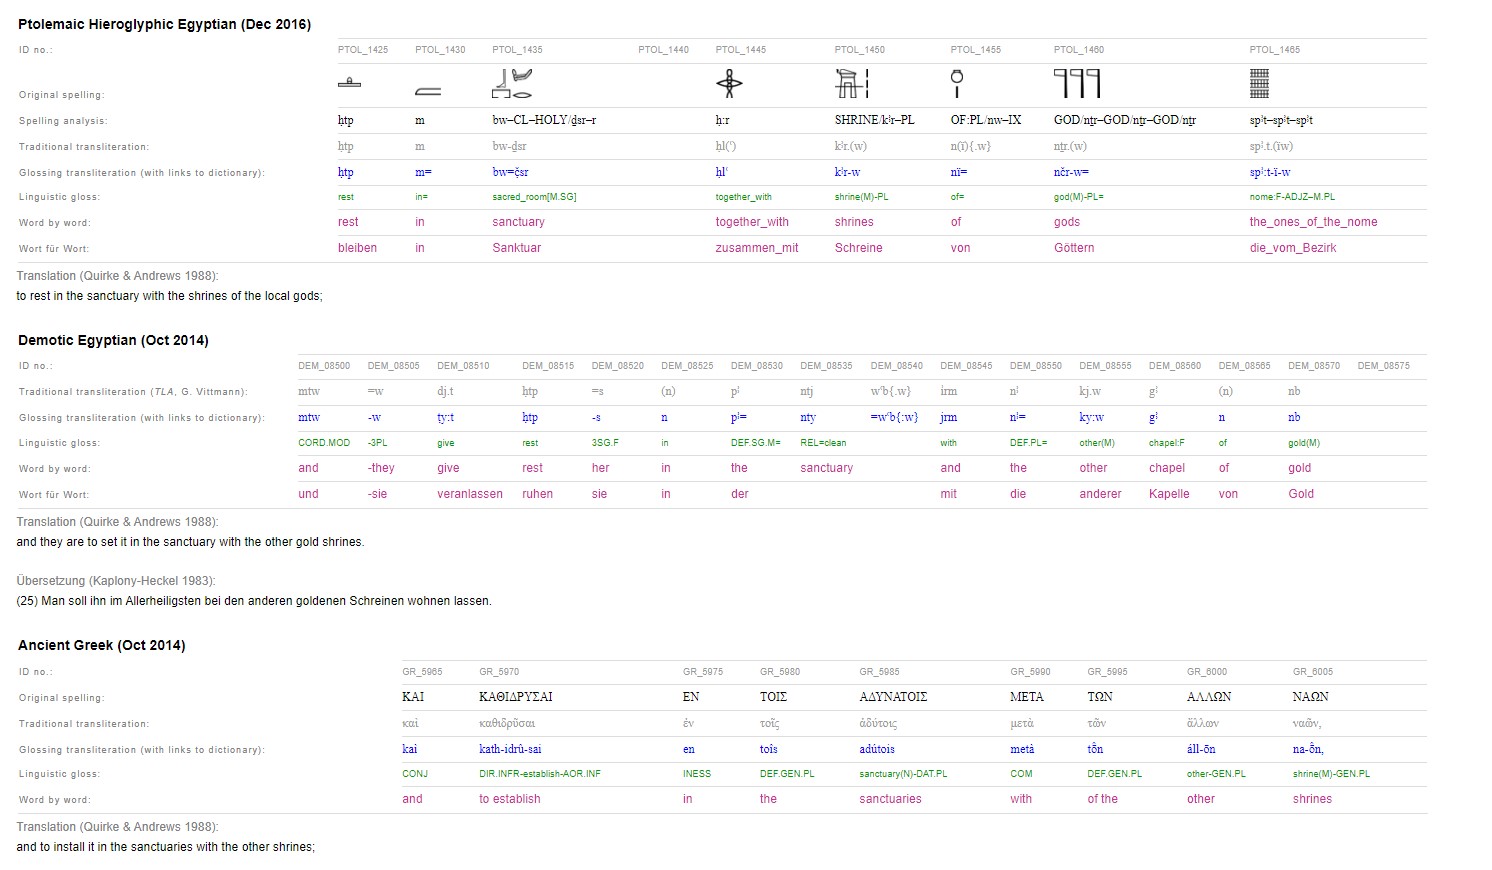 Ptolemaic Hieroglyphic Egyptian (Dec 2016)
ID no.: PTOL_1425 PTOL_1430 PTOL_1435 PTOL_1440 PTOL_1445 PTOL_1450 PTOL_1455 PTOL_1460 PTOL_1465
Original spelling:
Spelling analysis: ḥtp m bw–CL–HOLY/ḏsr–r ḥ:r SHRINE/kꜣr–PL OF:PL/nw–IX GOD/nṯr–GOD/nṯr–GOD/nṯr spꜣt–spꜣt–spꜣt
Traditional transliteration: ḥtp m bw-ḏsr ḥl(ꜥ) kꜣr.(w) n(ï){.w} nṯr.(w) spꜣ.t.(ïw)
Glossing transliteration (with links to dictionary): ḥtp m= bw=čsr ḥlꜥ kꜣr-w nï= nčr-w= spꜣ:t-ï-w
Linguistic gloss: rest in= sacred_room[M.SG] together_with shrine(M)-PL of= god(M)-PL= nome:F-ADJZ–M.PL
Word by word: rest in sanctuary together_with shrines of gods the_ones_of_the_nome
Wort für Wort: bleiben in Sanktuar zusammen_mit Schreine von Göttern die_vom_Bezirk
Translation (Quirke & Andrews 1988):
to rest in the sanctuary with the shrines of the local gods;
Demotic Egyptian (Oct 2014)
ID no.: DEM_08500 DEM_08505 DEM_08510 DEM_08515 DEM_08520 DEM_08525 DEM_08530 DEM_08535 DEM_08540 DEM_08545 DEM_08550 DEM_08555 DEM_08560 DEM_08565 DEM_08570 DEM_08575
Traditional transliteration (TLA, G. Vittmann): mtw =w dj.t ḥtp =s (n) pꜣ ntj wꜥb{.w} irm nꜣ kj.w gꜣ (n) nb
Glossing transliteration (with links to dictionary): mtw -w ty:t ḥtp -s n pꜣ= nty =wꜥb{:w} jrm nꜣ= ky:w gꜣ n nb
Linguistic gloss: CORD.MOD -3PL give rest 3SG.F in DEF.SG.M= REL=clean with DEF.PL= other(M) chapel:F of gold(M)
Word by word: and -they give rest her in the sanctuary and the other chapel of gold
Wort für Wort: und -sie veranlassen ruhen sie in der mit die anderer Kapelle von Gold
Translation (Quirke & Andrews 1988):
and they are to set it in the sanctuary with the other gold shrines.
Übersetzung (Kaplony-Heckel 1983):
(25) Man soll ihn im Allerheiligsten bei den anderen goldenen Schreinen wohnen lassen.
Ancient Greek (Oct 2014)
ID no.: GR_5965 GR_5970 GR_5975 GR_5980 GR_5985 GR_5990 GR_5995 GR_6000 GR_6005
Original spelling: ΚΑΙ ΚΑΘΙΔΡΥΣΑΙ ΕΝ ΤΟΙΣ ΑΔΥΝΑΤΟΙΣ ΜΕΤΑ ΤΩΝ ΑΛΛΩΝ ΝΑΩΝ
Traditional transliteration: καὶ καθιδρῦσαι ἐν τοῖς ἀδύτοις μετὰ τῶν ἄλλων ναῶν,
Glossing transliteration (with links to dictionary): kaì kath-idrû-sai en toîs adútois metà tô̄n áll-ōn na-ô̄n,
Linguistic gloss: CONJ DIR.INFR-establish-AOR.INF INESS DEF.GEN.PL sanctuary(N)-DAT.PL COM DEF.GEN.PL other-GEN.PL shrine(M)-GEN.PL
Word by word: and to establish in the sanctuaries with of the other shrines
Translation (Quirke & Andrews 1988):
and to install it in the sanctuaries with the other shrines;